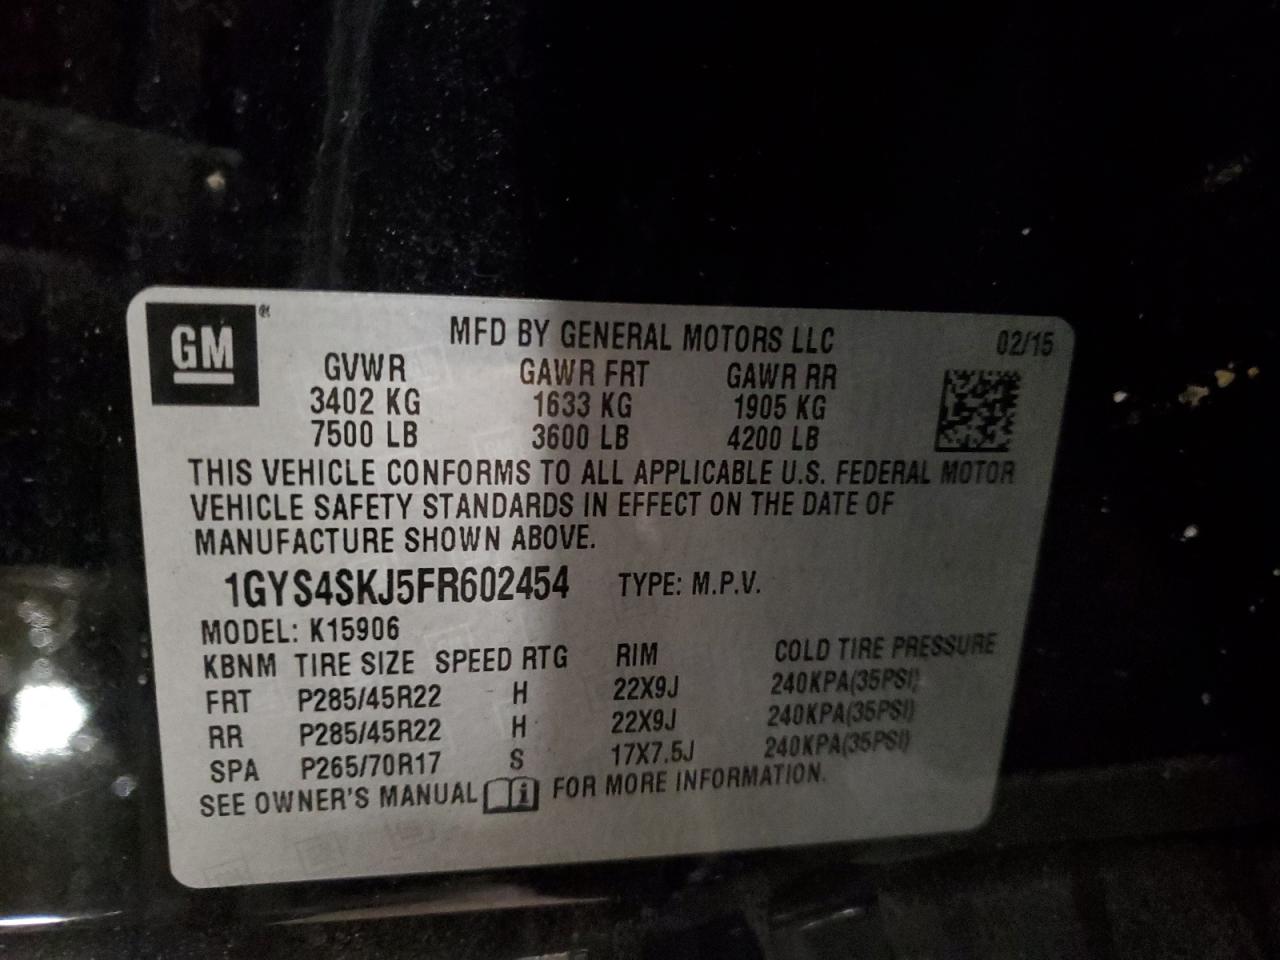 GM ®
MFD BY GENERAL MOTORS LLC 02/15
GVWR GAWR FRT GAWR RR
3402 KG 1633 KG 1905 KG
7500 LB 3600 LB 4200 LB
THIS VEHICLE CONFORMS TO ALL APPLICABLE U.S. FEDERAL MOTOR
VEHICLE SAFETY STANDARDS IN EFFECT ON THE DATE OF
MANUFACTURE SHOWN ABOVE.
1GYS4SKJ5FR602454 TYPE: M.P.V.
MODEL: K15906
KBNM TIRE SIZE SPEED RTG RIM COLD TIRE PRESSURE
FRT P285/45R22 H 22X9J 240KPA(35PSI)
RR P285/45R22 H 22X9J 240KPA(35PSI)
SPA P265/70R17 S 17X7.5J 240KPA(35PSI)
SEE OWNER'S MANUAL i FOR MORE INFORMATION.